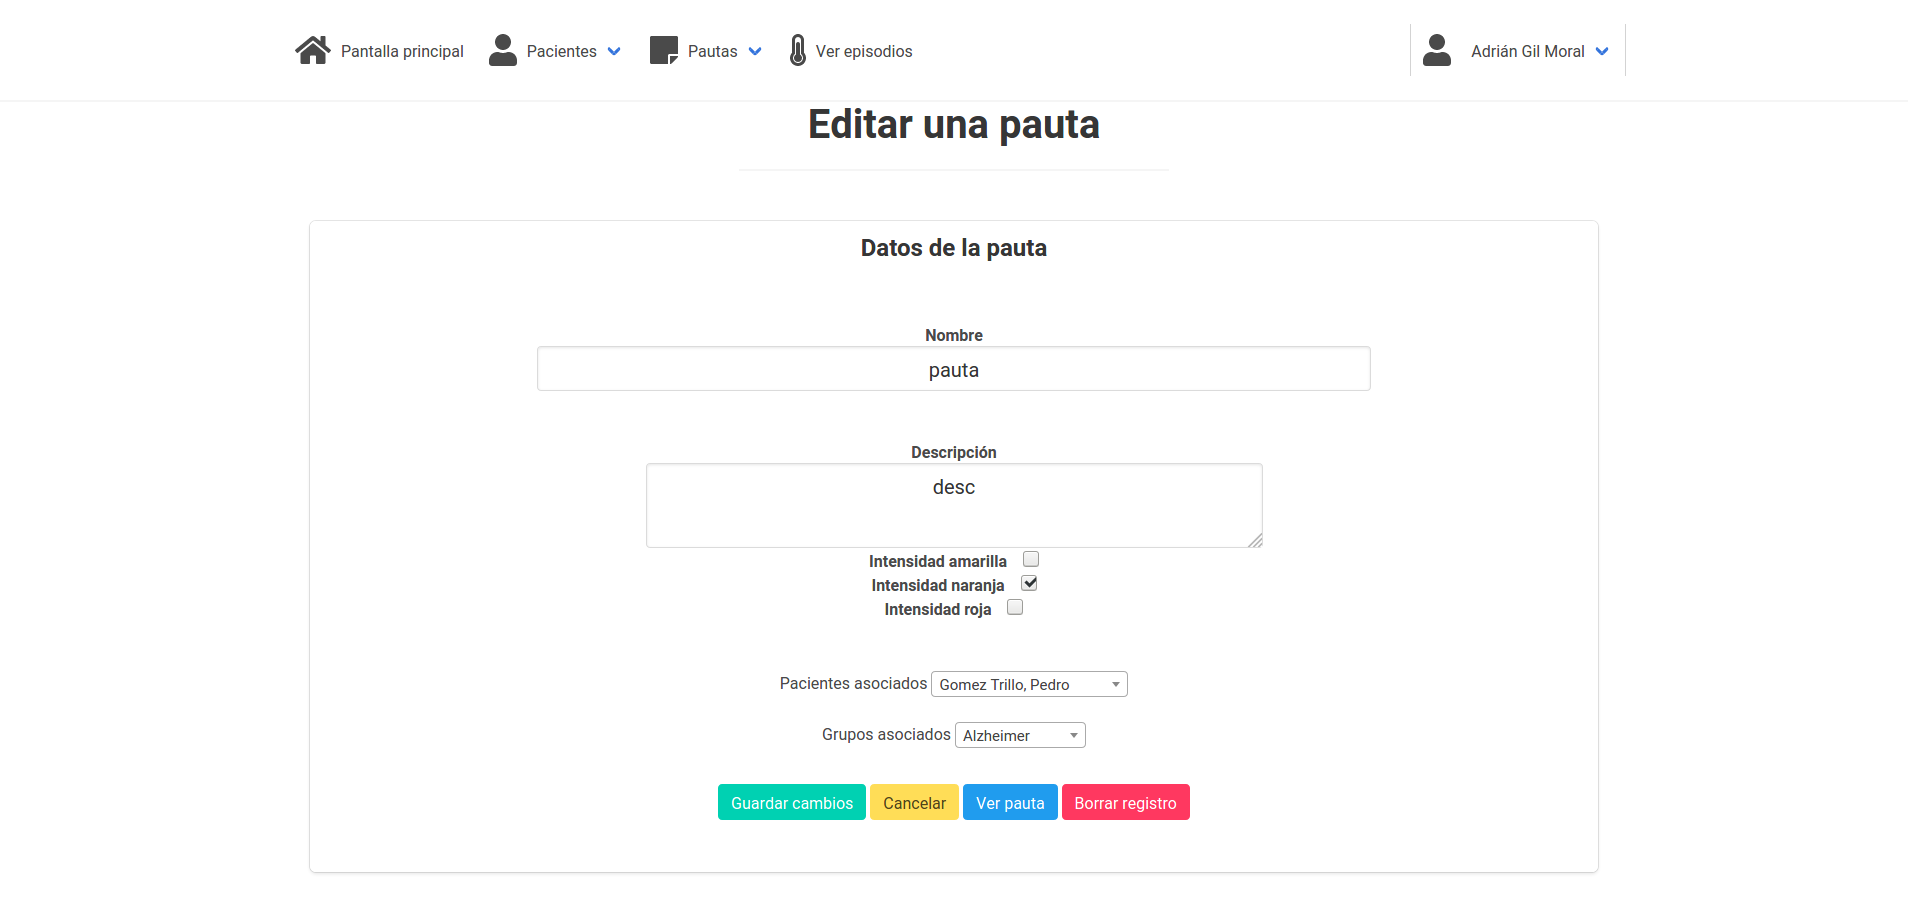 Pantalla principal Pacientes Pautas Ver episodios Adrián Gil Moral
Editar una pauta
Datos de la pauta
Nombre
pauta
Descripción
desc
Intensidad amarilla
Intensidad naranja
Intensidad roja
Pacientes asociados Gomez Trillo, Pedro
Grupos asociados Alzheimer
Guardar cambios Cancelar Ver pauta Borrar registro